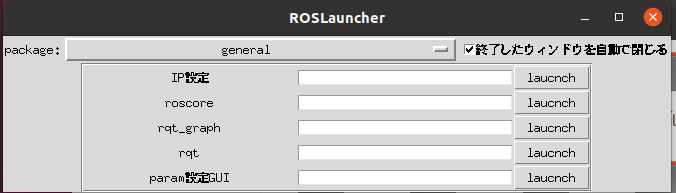 ROSLauncher
package: general 終了したウィンドウを自動で閉じる
IP設定 laucnch
roscore laucnch
rqt_graph laucnch
rqt laucnch
param設定GUI laucnch